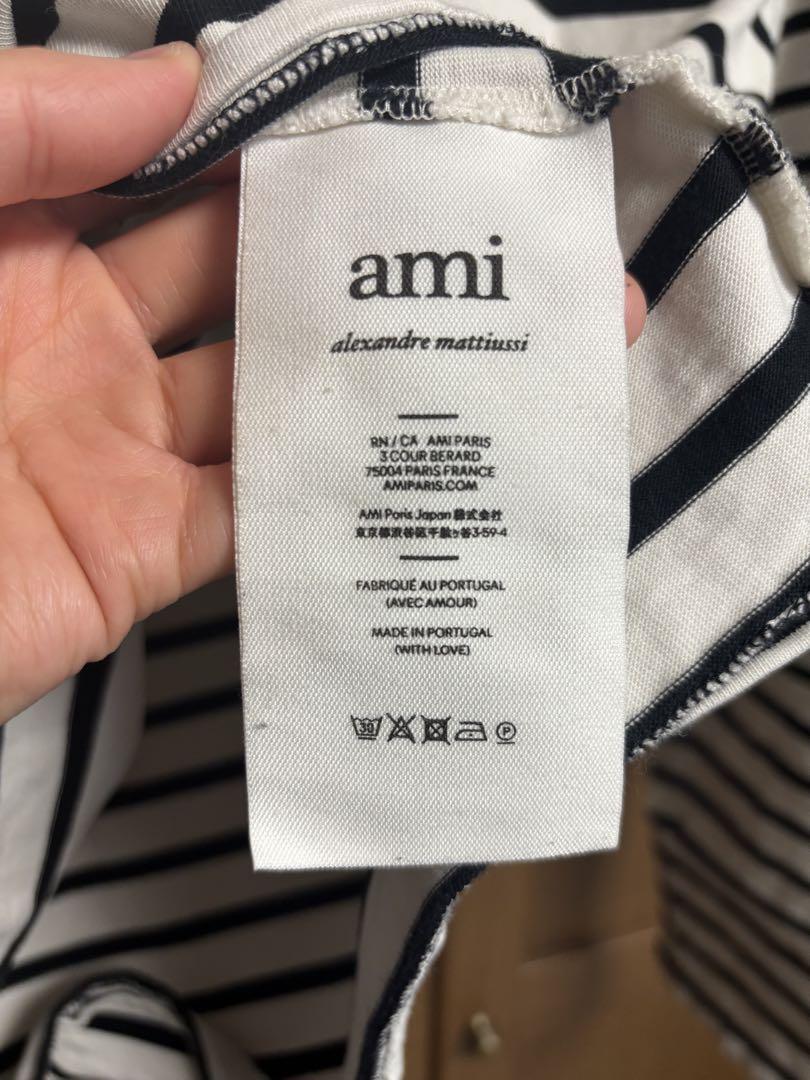 ami
alexandre mattiussi
RN / CA AMI PARIS
3 COUR BERARD
75004 PARIS FRANCE
AMIPARIS.COM
AMI Paris Japan 株式会社
東京都渋谷区千駄ヶ谷3-59-4
FABRIQUÉ AU PORTUGAL
(AVEC AMOUR)
MADE IN PORTUGAL
(WITH LOVE)
30 P